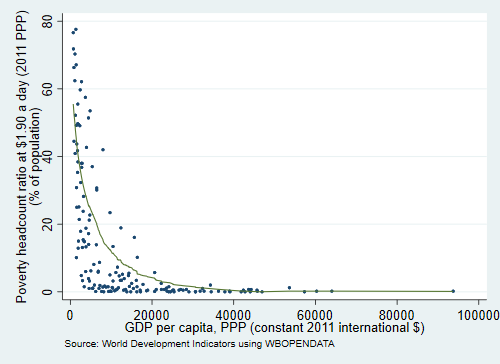 Poverty headcount ratio at $1.90 a day (2011 PPP)
(% of population)
80
60
40
20
0
0
20000
40000
60000
80000
100000
GDP per capita, PPP (constant 2011 international $)
Source: World Development Indicators using WBOPENDATA